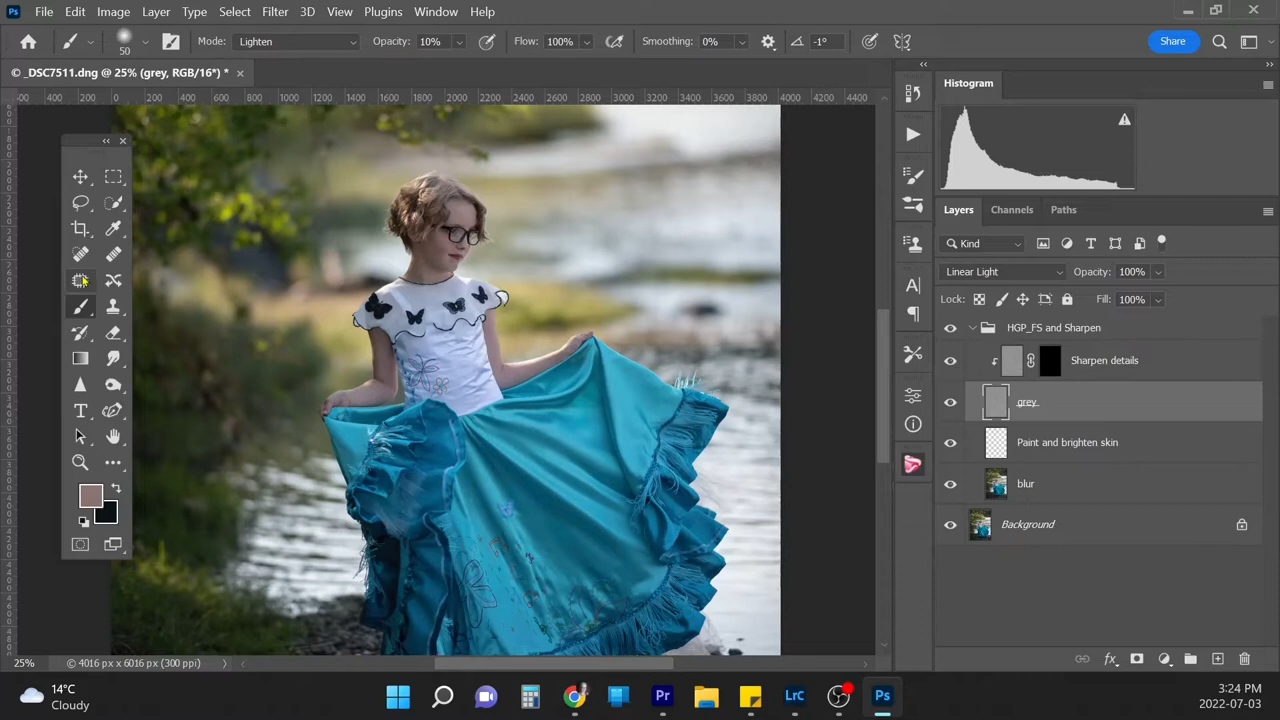 Ps File Edit Image Layer Type Select Filter 3D View Plugins Window Help
50 Mode: Lighten Opacity: 10% Flow: 100% Smoothing: 0% -1° Share
© _DSC7511.dng @ 25% (grey, RGB/16*) * ×
400 200 0 200 400 600 800 1000 1200 1400 1600 1800 2000 2200 2400 2600 2800 3000 3200 3400 3600 3800 4000 4200 4400
Histogram
Layers Channels Paths
Kind
Linear Light Opacity: 100%
Lock: Fill: 100%
HGP_FS and Sharpen
Sharpen details
grey
Paint and brighten skin
blur
Background
25% © 4016 px x 6016 px (300 ppi)
14°C
Cloudy
Pr LrC Ps
3:24 PM
2022-07-03